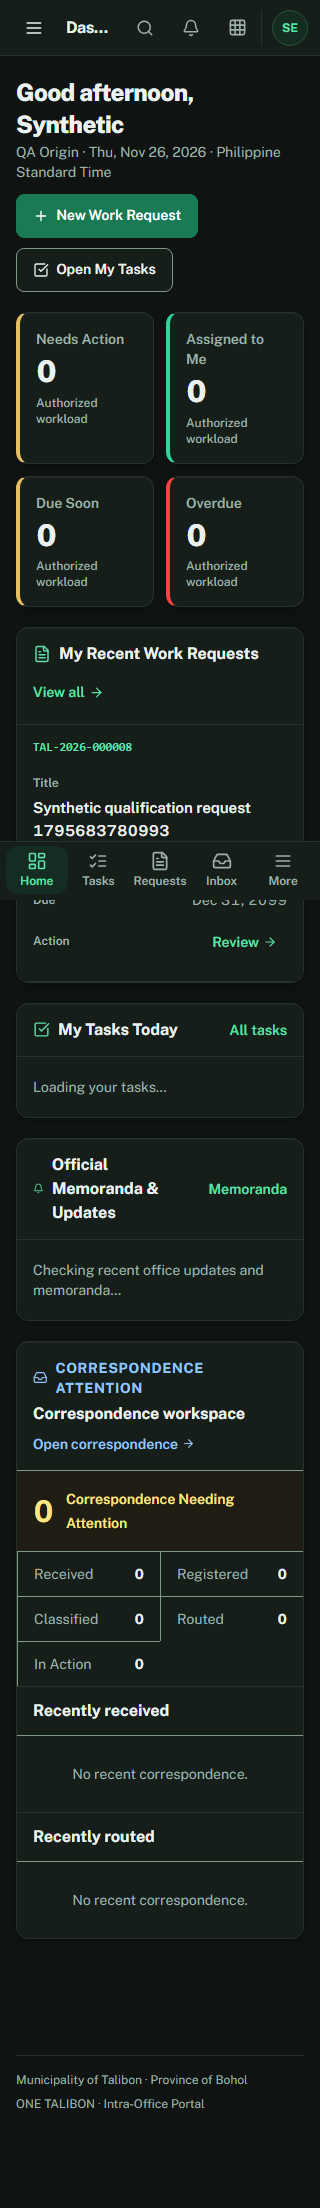 Das...
SE
Good afternoon,
Synthetic
QA Origin · Thu, Nov 26, 2026 · Philippine
Standard Time
New Work Request
Open My Tasks
Needs Action
0
Authorized
workload
Assigned to
Me
0
Authorized
workload
Due Soon
0
Authorized
workload
Overdue
0
Authorized
workload
My Recent Work Requests
View all →
TAL-2026-000008
Title
Synthetic qualification request
1795683780993
Home
Tasks
Requests
Inbox
More
Due
Dec 31, 2099
Action
Review →
My Tasks Today
All tasks
Loading your tasks...
Official
Memoranda &
Updates
Memoranda
Checking recent office updates and
memoranda...
CORRESPONDENCE
ATTENTION
Correspondence workspace
Open correspondence →
0
Correspondence Needing
Attention
Received 0
Registered 0
Classified 0
Routed 0
In Action 0
Recently received
No recent correspondence.
Recently routed
No recent correspondence.
Municipality of Talibon · Province of Bohol
ONE TALIBON · Intra-Office Portal